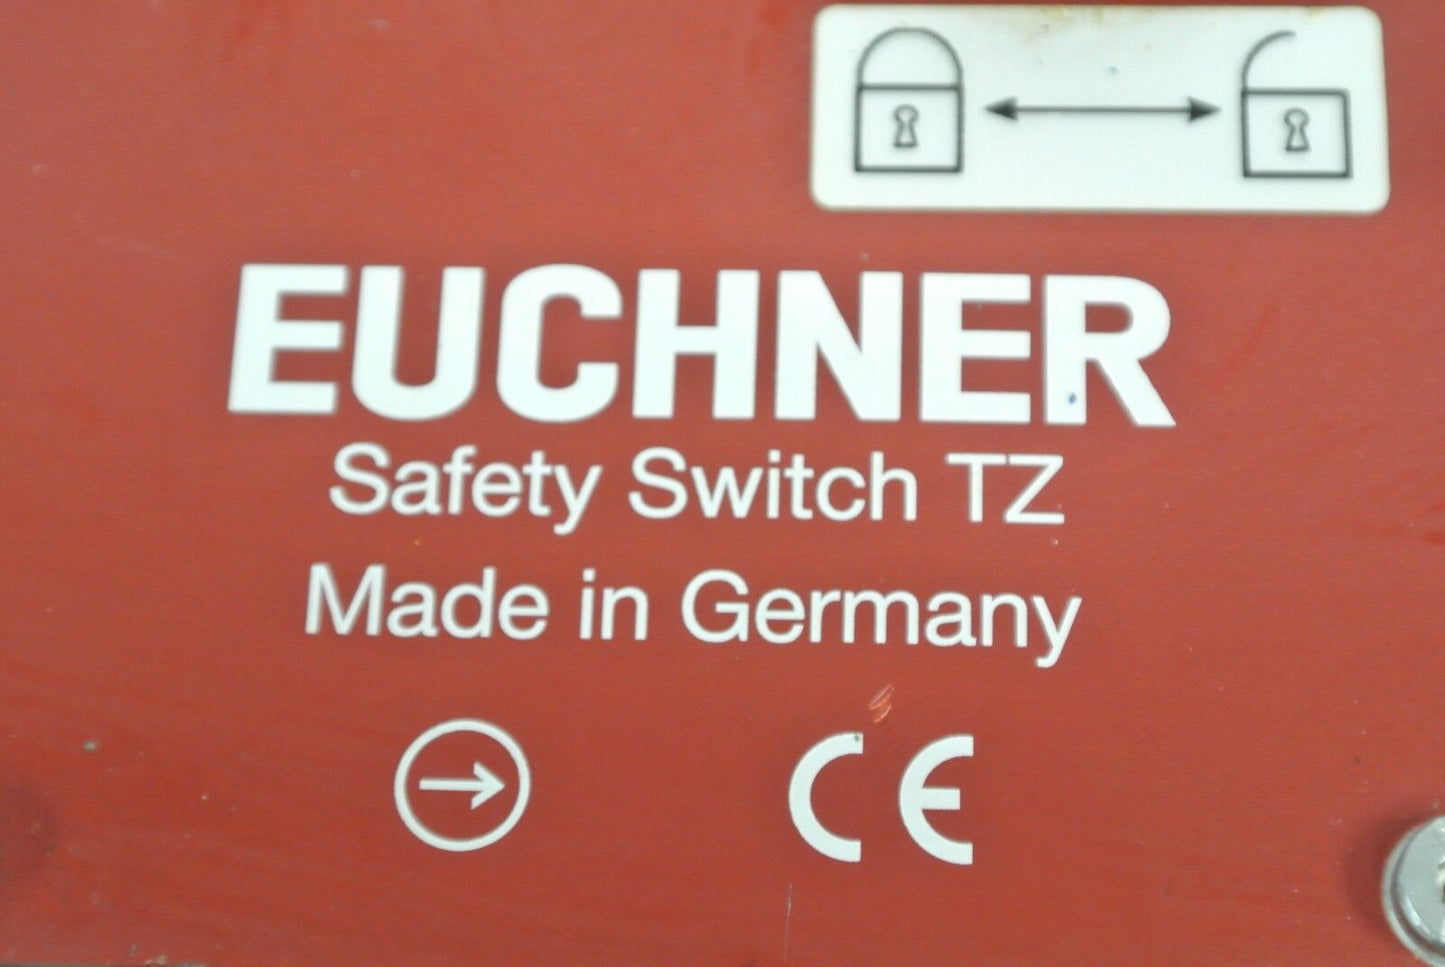 EUCHNER
Safety Switch TZ
Made in Germany
CE